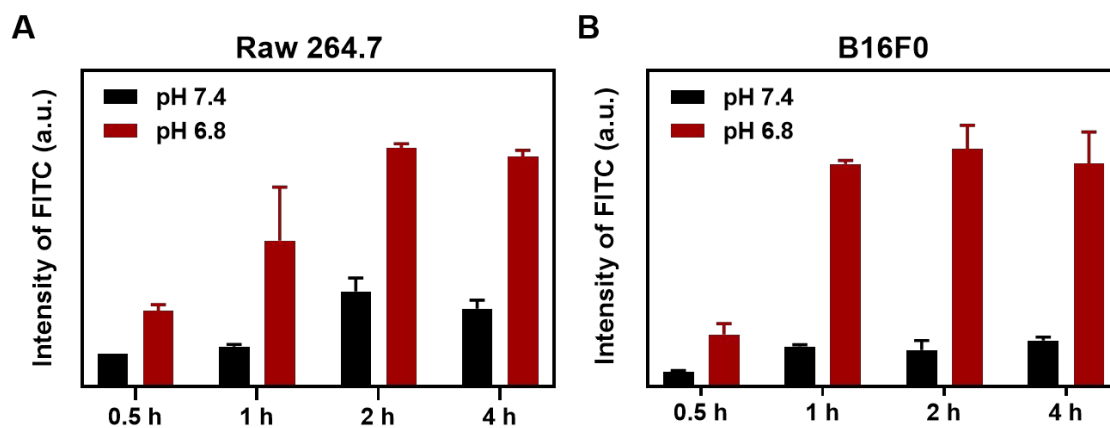 A
Raw 264.7
Intensity of FITC (a.u.)
pH 7.4
pH 6.8
0.5 h
1 h
2 h
4 h
B
B16F0
Intensity of FITC (a.u.)
pH 7.4
pH 6.8
0.5 h
1 h
2 h
4 h